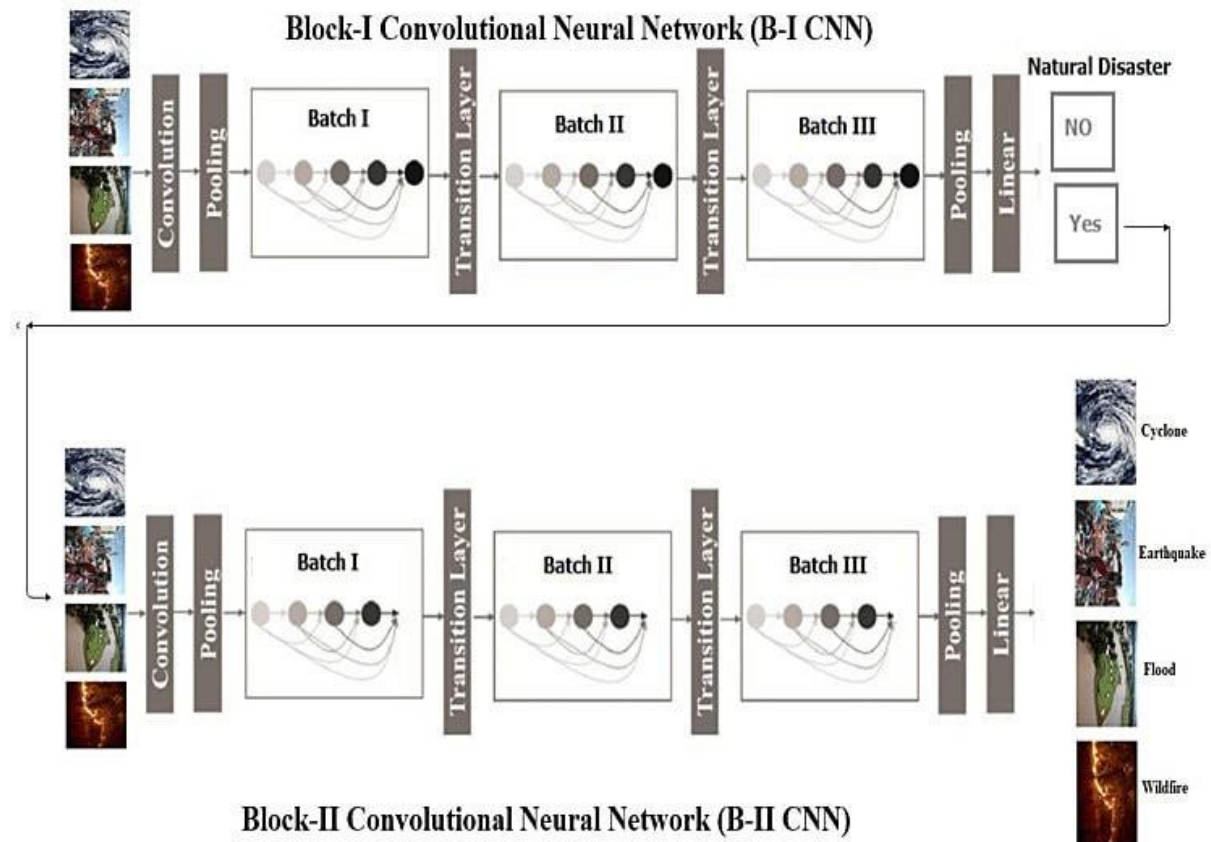 Block-I Convolutional Neural Network (B-I CNN)
Convolution
Pooling
Batch I
Transition Layer
Batch II
Transition Layer
Batch III
Pooling
Linear
Natural Disaster
NO
Yes
c
Convolution
Pooling
Batch I
Transition Layer
Batch II
Transition Layer
Batch III
Pooling
Linear
Cyclone
Earthquake
Flood
Wildfire
Block-II Convolutional Neural Network (B-II CNN)